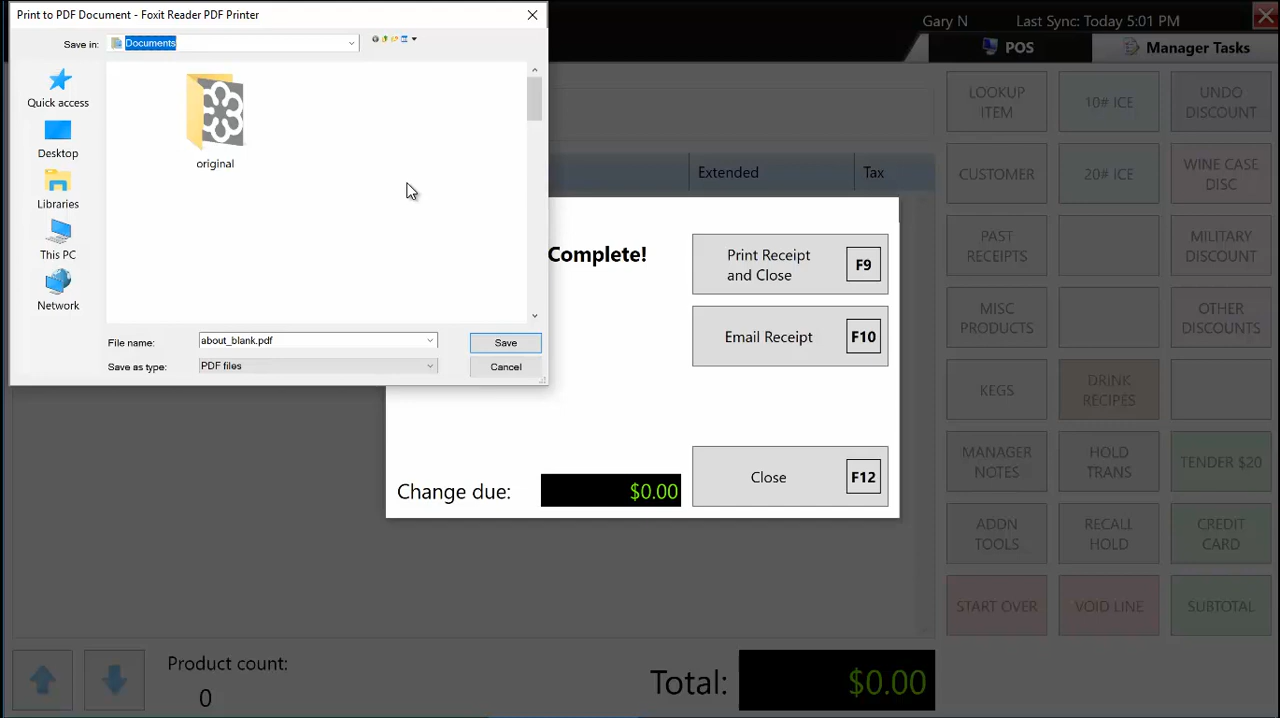 Print to PDF Document - Foxit Reader PDF Printer
Gary N
Last Sync: Today 5:01 PM
POS
Manager Tasks
Save in:
Documents
Quick access
Desktop
Libraries
This PC
Network
original
File name:
about_blank.pdf
Save
Save as type:
PDF files
Cancel
Extended
Tax
Complete!
Print Receipt
and Close
F9
Email Receipt
F10
Change due:
$0.00
Close
F12
LOOKUP
ITEM
10# ICE
UNDO
DISCOUNT
CUSTOMER
20# ICE
WINE CASE
DISC
PAST
RECEIPTS
MILITARY
DISCOUNT
MISC
PRODUCTS
OTHER
DISCOUNTS
KEGS
DRINK
RECIPES
MANAGER
NOTES
HOLD
TRANS
TENDER $20
ADDN
TOOLS
RECALL
HOLD
CREDIT
CARD
START OVER
VOID LINE
SUBTOTAL
Product count:
0
Total:
$0.00